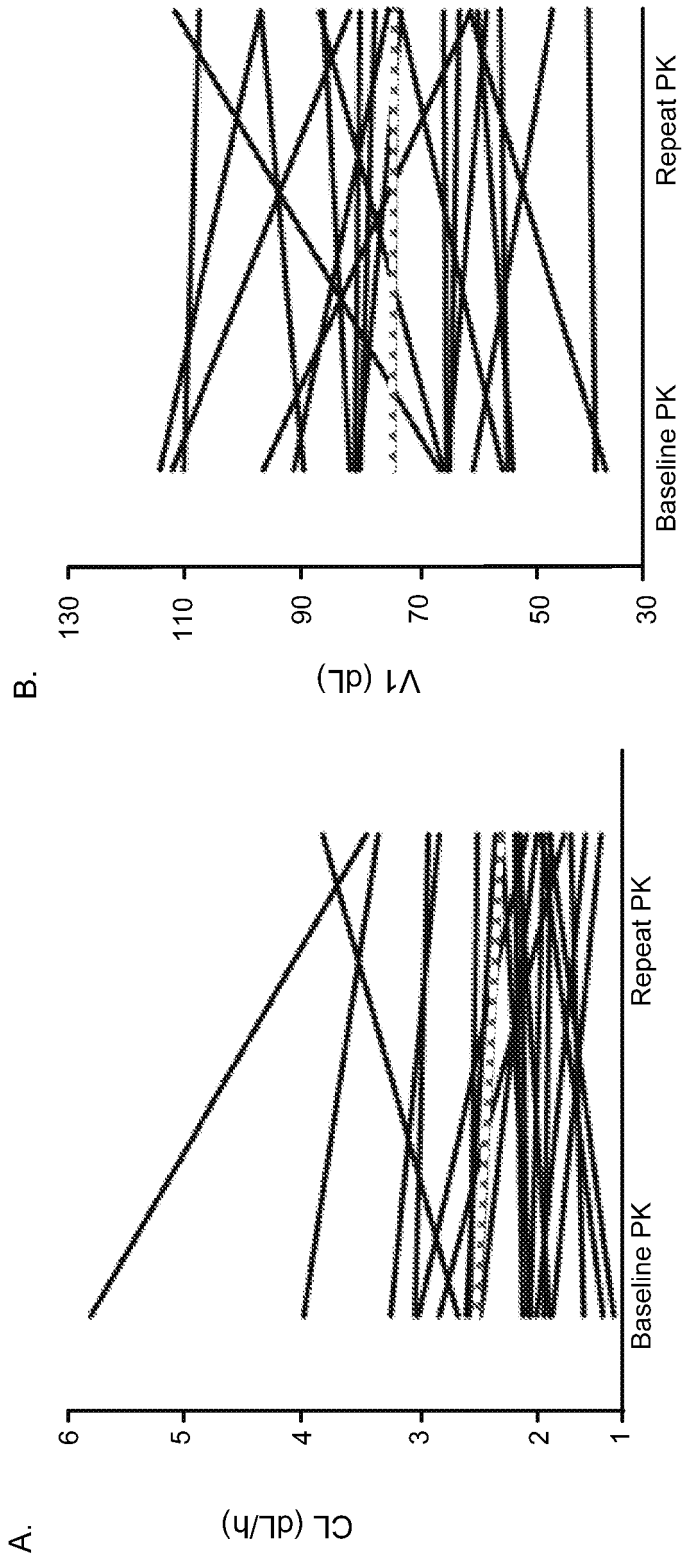 A.
CL (dL/h)
6
5
4
3
2
1
Baseline PK
Repeat PK
B.
V1 (dL)
130
110
90
70
50
30
Baseline PK
Repeat PK